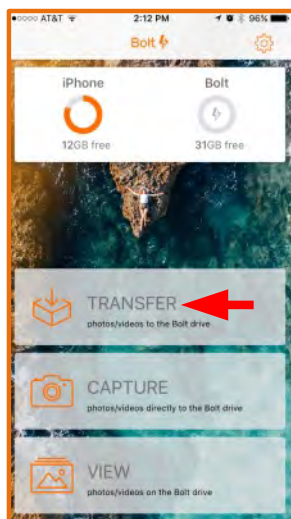 AT&T 2:12 PM 96%
Bolt
iPhone Bolt
12GB free 31GB free
TRANSFER
photos/videos to the Bolt drive
CAPTURE
photos/videos directly to the Bolt drive
VIEW
photos/videos on the Bolt drive